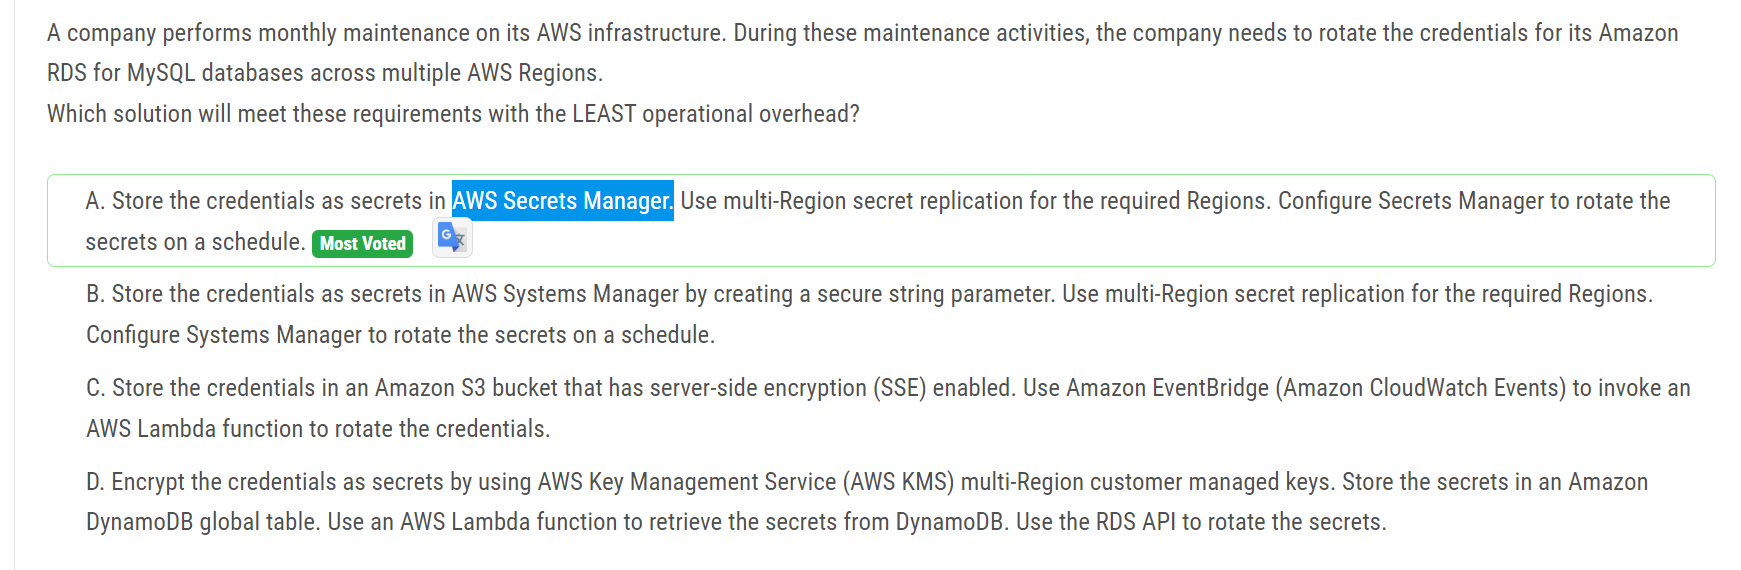 A company performs monthly maintenance on its AWS infrastructure. During these maintenance activities, the company needs to rotate the credentials for its Amazon
RDS for MySQL databases across multiple AWS Regions.
Which solution will meet these requirements with the LEAST operational overhead?
A. Store the credentials as secrets in AWS Secrets Manager. Use multi-Region secret replication for the required Regions. Configure Secrets Manager to rotate the
secrets on a schedule. Most Voted G 文
B. Store the credentials as secrets in AWS Systems Manager by creating a secure string parameter. Use multi-Region secret replication for the required Regions.
Configure Systems Manager to rotate the secrets on a schedule.
C. Store the credentials in an Amazon S3 bucket that has server-side encryption (SSE) enabled. Use Amazon EventBridge (Amazon CloudWatch Events) to invoke an
AWS Lambda function to rotate the credentials.
D. Encrypt the credentials as secrets by using AWS Key Management Service (AWS KMS) multi-Region customer managed keys. Store the secrets in an Amazon
DynamoDB global table. Use an AWS Lambda function to retrieve the secrets from DynamoDB. Use the RDS API to rotate the secrets.